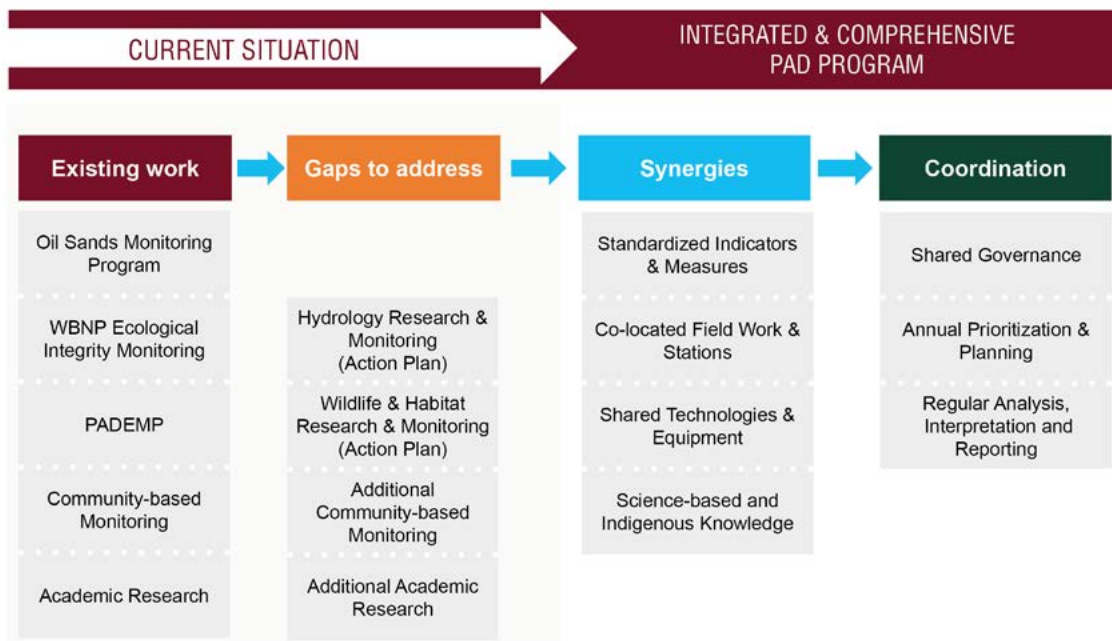 CURRENT SITUATION
INTEGRATED & COMPREHENSIVE
PAD PROGRAM
Existing work
Oil Sands Monitoring
Program
WBNP Ecological
Integrity Monitoring
PADEMP
Community-based
Monitoring
Academic Research
Gaps to address
Hydrology Research &
Monitoring
(Action Plan)
Wildlife & Habitat
Research & Monitoring
(Action Plan)
Additional
Community-based
Monitoring
Additional Academic
Research
Synergies
Standardized Indicators
& Measures
Co-located Field Work &
Stations
Shared Technologies &
Equipment
Science-based and
Indigenous Knowledge
Coordination
Shared Governance
Annual Prioritization &
Planning
Regular Analysis,
Interpretation and
Reporting